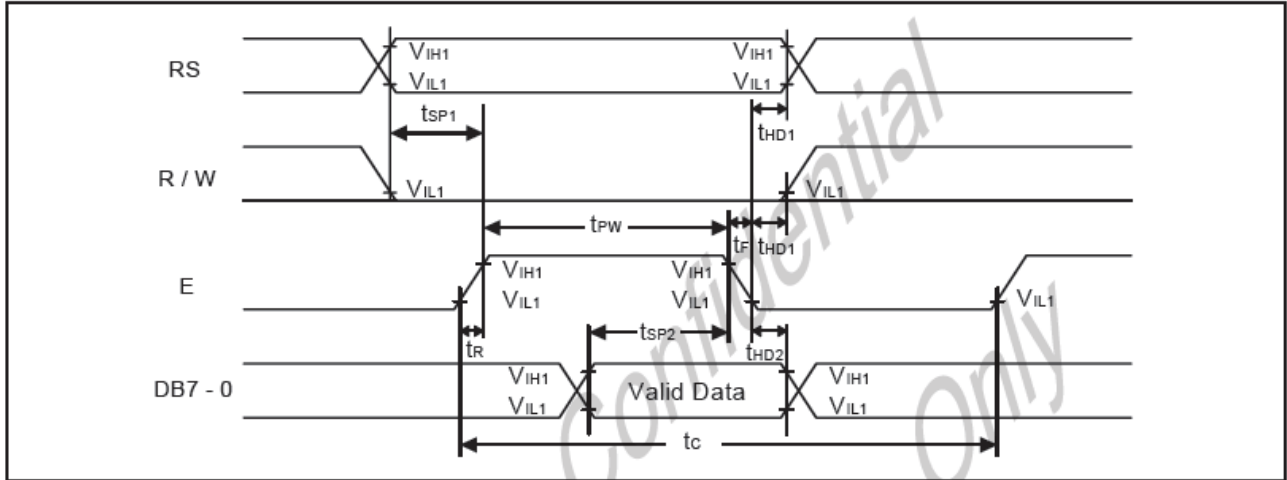 RS
VIH1
VIH1
VIL1
VIL1
tSP1
tHD1
R / W
VIL1
VIL1
tPW
tF
tHD1
E
VIH1
VIH1
VIL1
VIL1
VIL1
tR
tSP2
tHD2
DB7 - 0
VIH1
Valid Data
VIH1
VIL1
VIL1
tc
Confidential
Only